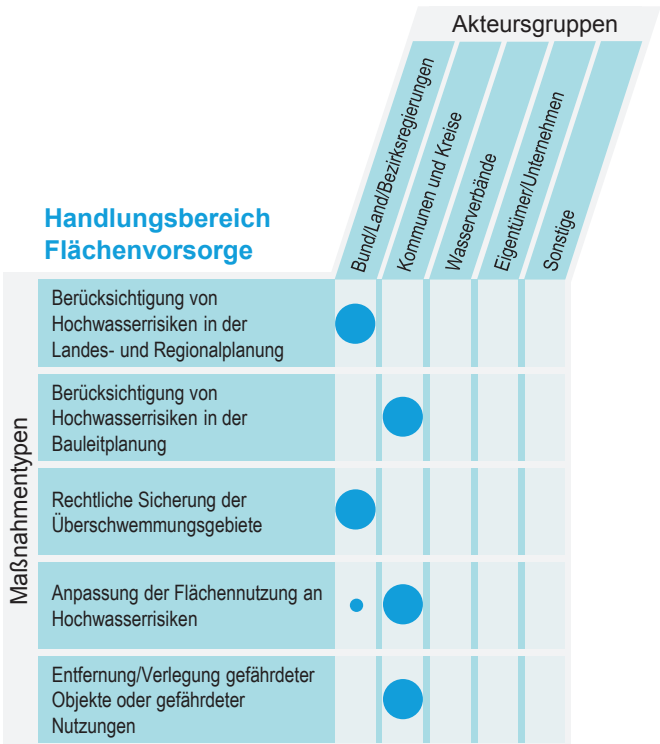 Akteursgruppen
Bund/Land/Bezirksregierungen
Kommunen und Kreise
Wasserverbände
Eigentümer/Unternehmen
Sonstige
Handlungsbereich
Flächenvorsorge
Maßnahmentypen
Berücksichtigung von
Hochwasserrisiken in der
Landes- und Regionalplanung
Berücksichtigung von
Hochwasserrisiken in der
Bauleitplanung
Rechtliche Sicherung der
Überschwemmungsgebiete
Anpassung der Flächennutzung an
Hochwasserrisiken
Entfernung/Verlegung gefährdeter
Objekte oder gefährdeter
Nutzungen